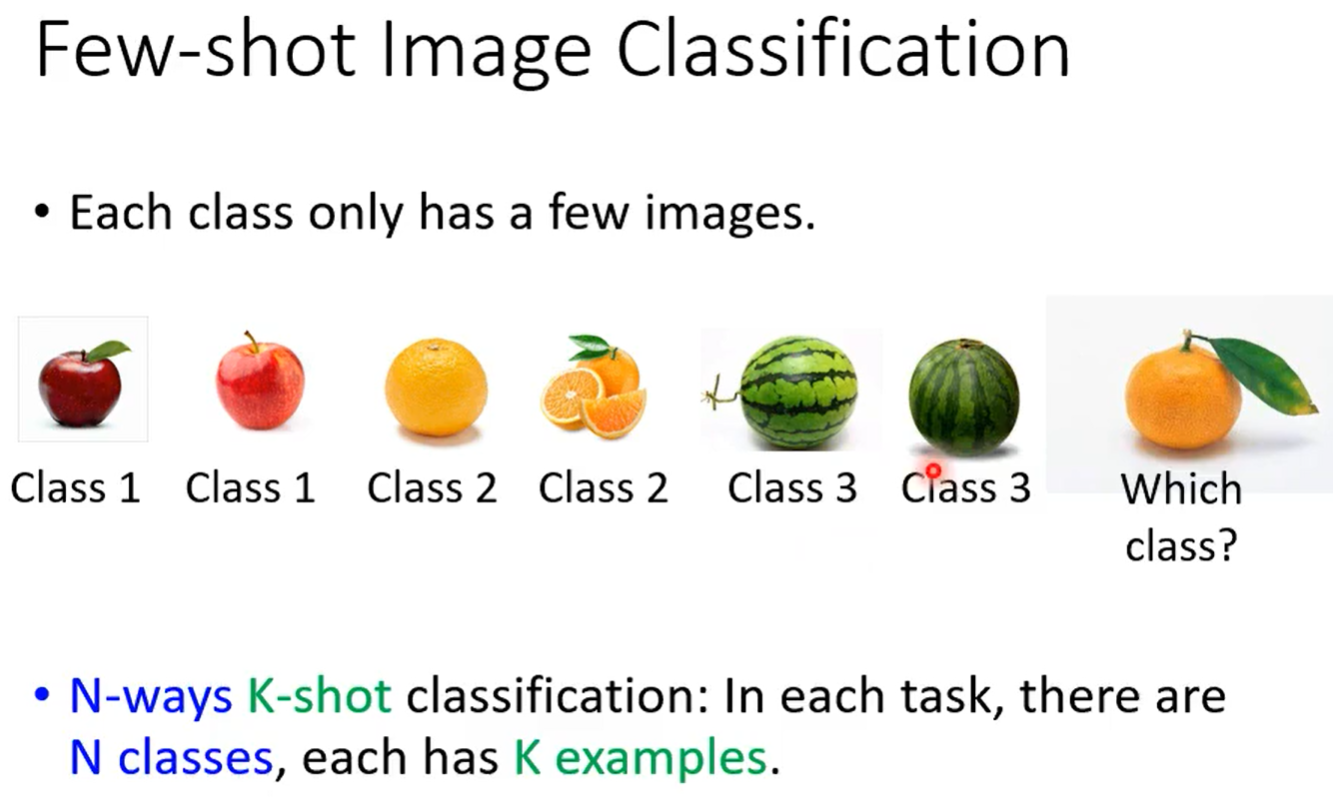 Few-shot Image Classification
• Each class only has a few images.
Class 1 Class 1 Class 2 Class 2 Class 3 Class 3 Which
class?
• N-ways K-shot classification: In each task, there are
N classes, each has K examples.